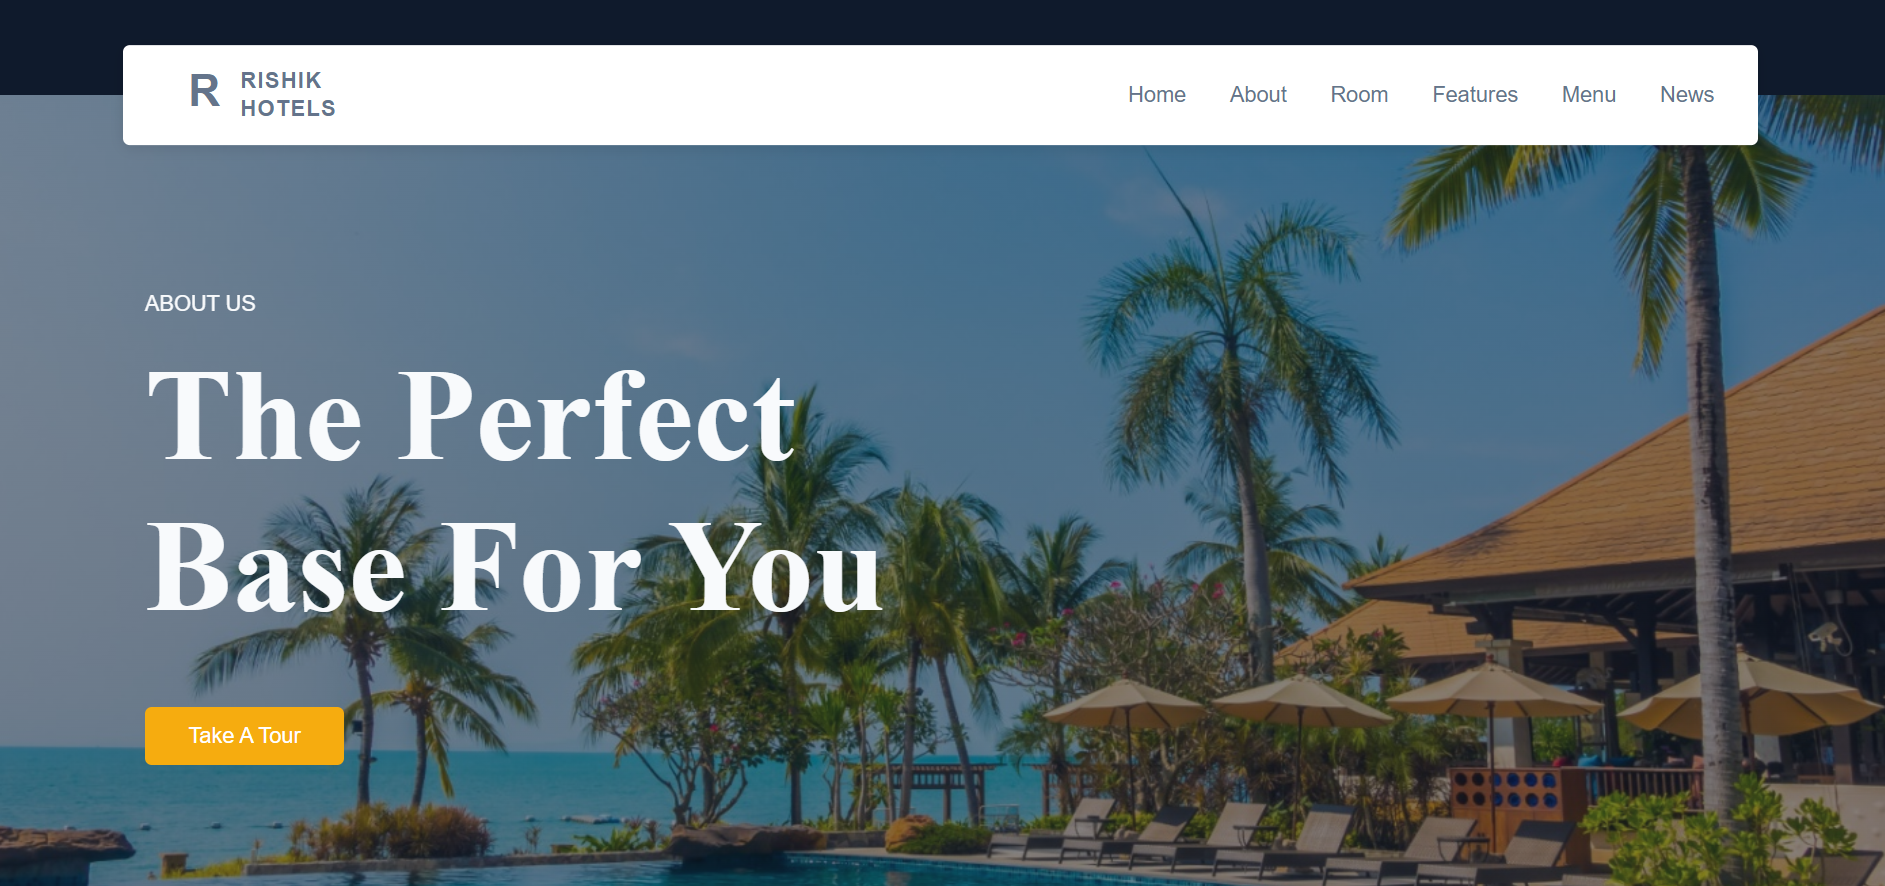 R
RISHIK
HOTELS
Home
About
Room
Features
Menu
News
ABOUT US
The Perfect
Base For You
Take A Tour